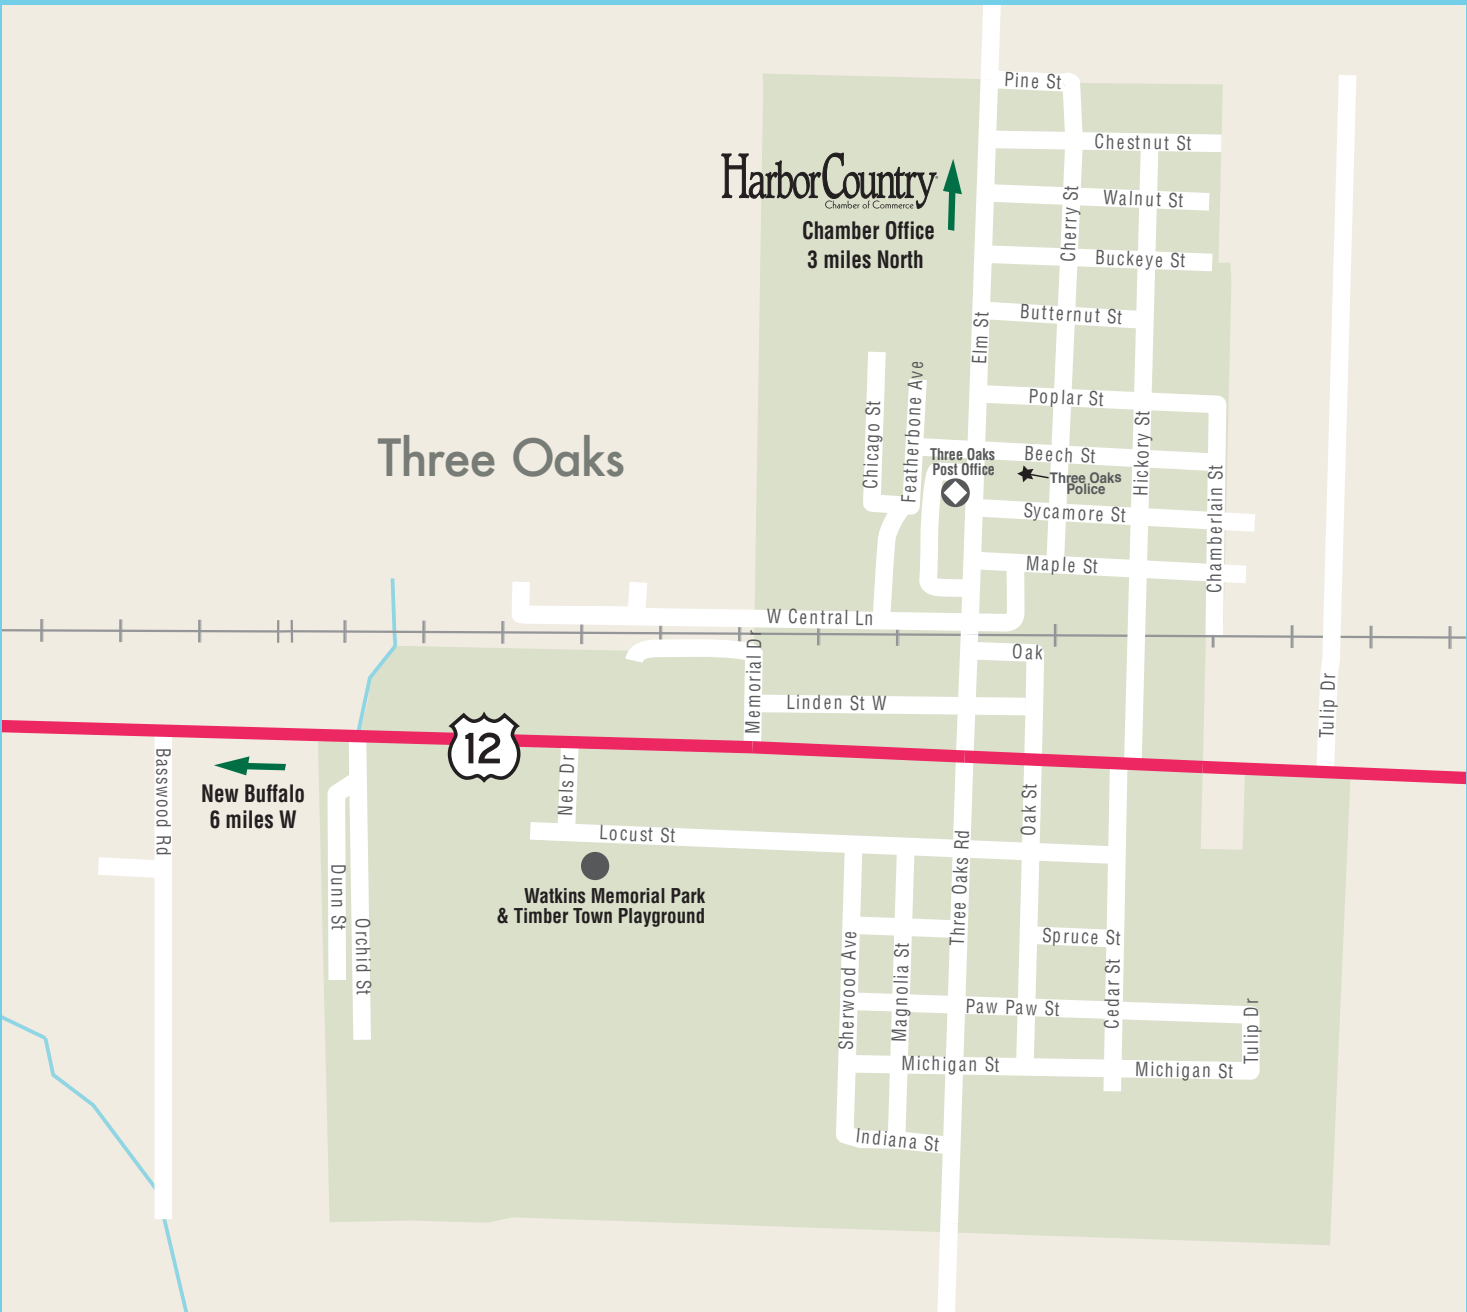 Pine St
Chestnut St
HarborCountry
Chamber of Commerce
Chamber Office
3 miles North
Cherry St
Walnut St
Buckeye St
Elm St
Butternut St
Chicago St
Featherbone Ave
Poplar St
Hickory St
Three Oaks
Beech St
Three Oaks
Post Office
Three Oaks
Police
Chamberlain St
Sycamore St
Maple St
W Central Ln
Memorial Dr
Oak
Linden St W
Tulip Dr
12
Basswood Rd
New Buffalo
6 miles W
Nels Dr
Oak St
Locust St
Three Oaks Rd
Watkins Memorial Park
& Timber Town Playground
Dunn St
Orchid St
Sherwood Ave
Magnolia St
Spruce St
Cedar St
Paw Paw St
Tulip Dr
Michigan St
Michigan St
Indiana St